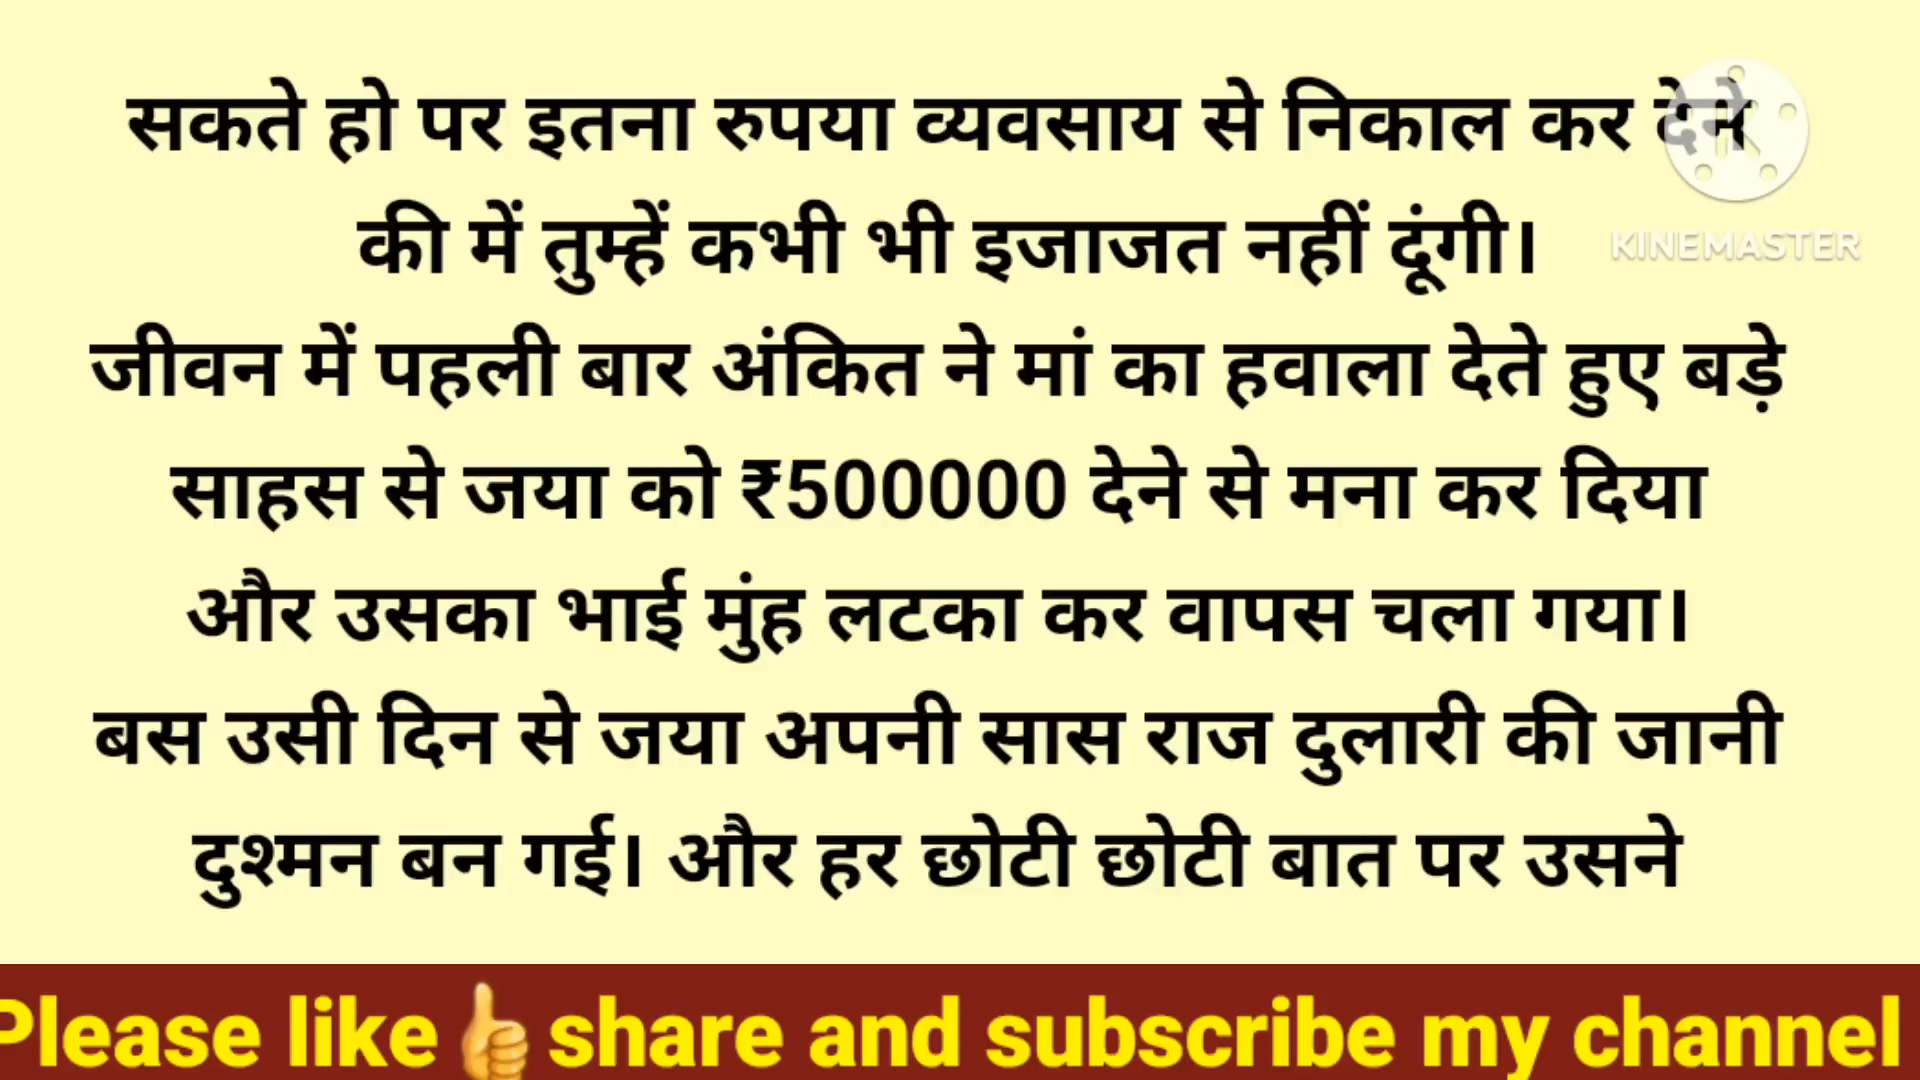 सकते हो पर इतना रुपया व्यवसाय से निकाल कर देने
की में तुम्हें कभी भी इजाजत नहीं दूंगी।
KINEMASTER
जीवन में पहली बार अंकित ने मां का हवाला देते हुए बड़े
साहस से जया को ₹500000 देने से मना कर दिया
और उसका भाई मुंह लटका कर वापस चला गया।
बस उसी दिन से जया अपनी सास राज दुलारी की जानी
दुश्मन बन गई। और हर छोटी छोटी बात पर उसने
Please like👍share and subscribe my channel